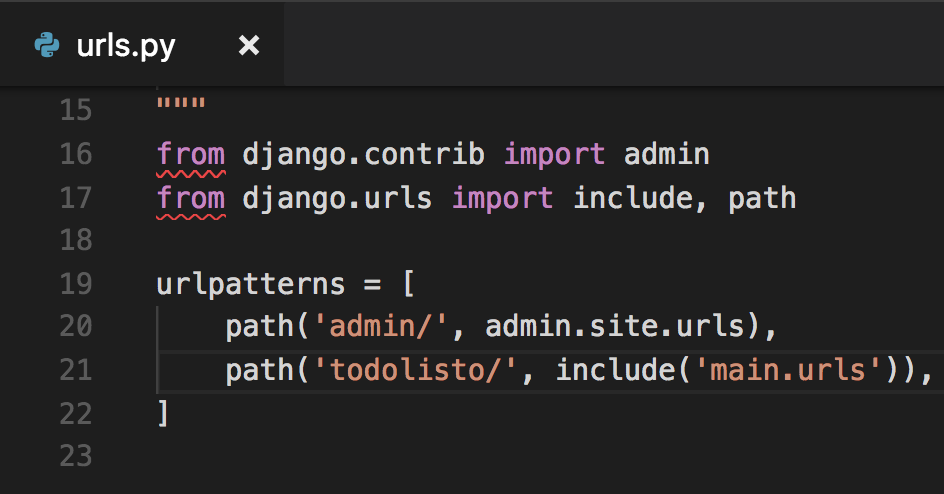 urls.py ×
15 """
16 from django.contrib import admin
17 from django.urls import include, path
18
19 urlpatterns = [
20     path('admin/', admin.site.urls),
21     path('todolisto/', include('main.urls')),
22 ]
23